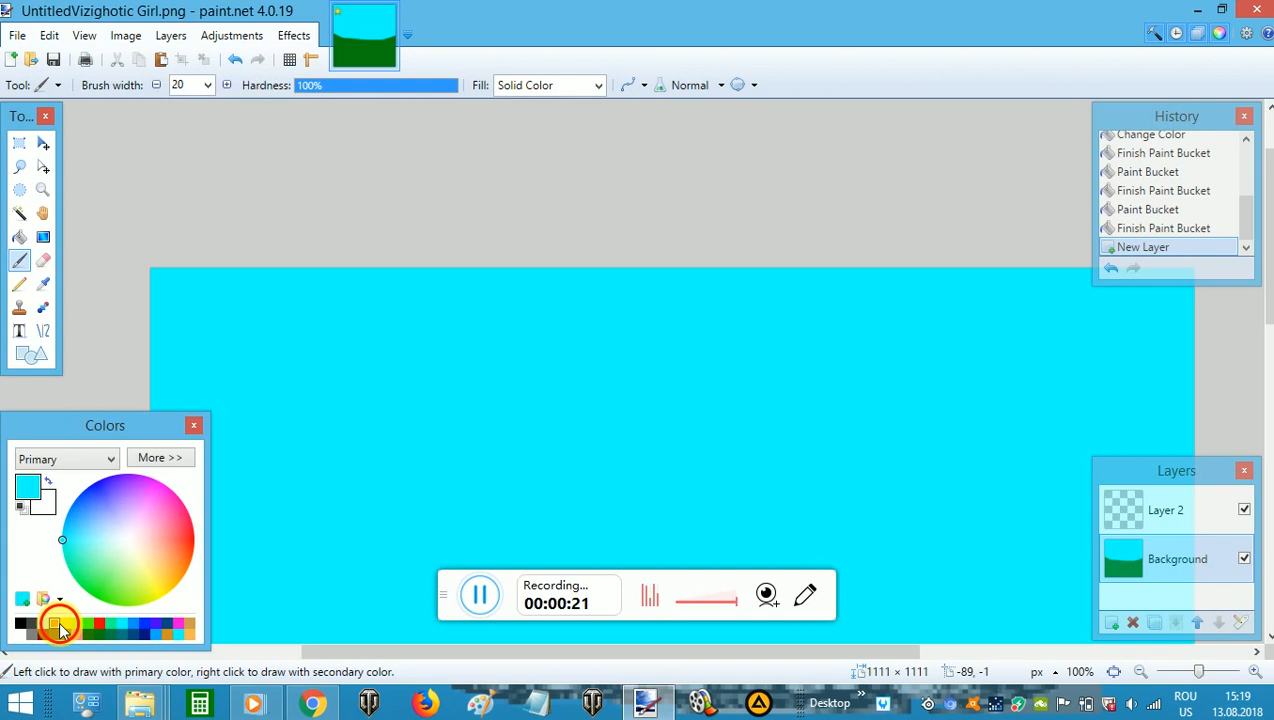 UntitledVizighotic Girl.png - paint.net 4.0.19
File Edit View Image Layers Adjustments Effects
Tool: Brush width: 20 Hardness: 100% Fill: Solid Color Normal
To...
History
Change Color
Finish Paint Bucket
Paint Bucket
Finish Paint Bucket
Paint Bucket
Finish Paint Bucket
New Layer
Colors
Primary More >>
Layers
Layer 2
Background
Recording...
00:00:21
Left click to draw with primary color, right click to draw with secondary color. 1111 × 1111 -89, -1 px 100%
Desktop » ROU 15:19
US 13.08.2018